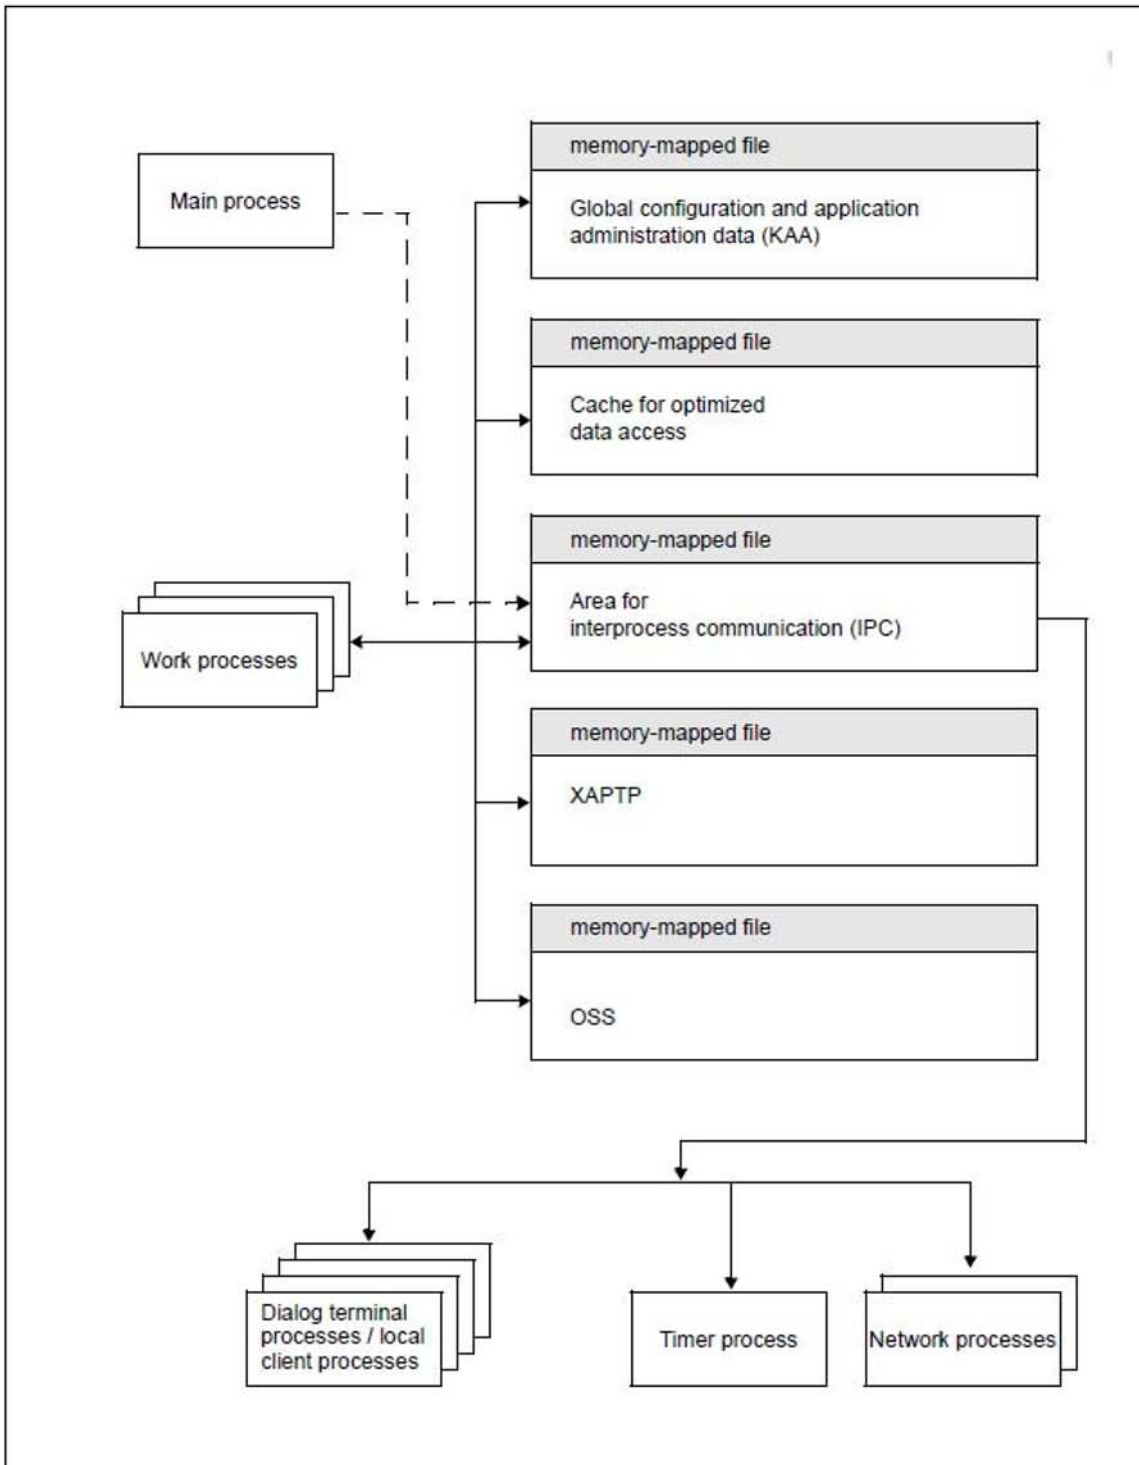 Main process
memory-mapped file
Global configuration and application
administration data (KAA)
memory-mapped file
Cache for optimized
data access
memory-mapped file
Area for
interprocess communication (IPC)
Work processes
memory-mapped file
XAPTP
memory-mapped file
OSS
Dialog terminal
processes / local
client processes
Timer process
Network processes